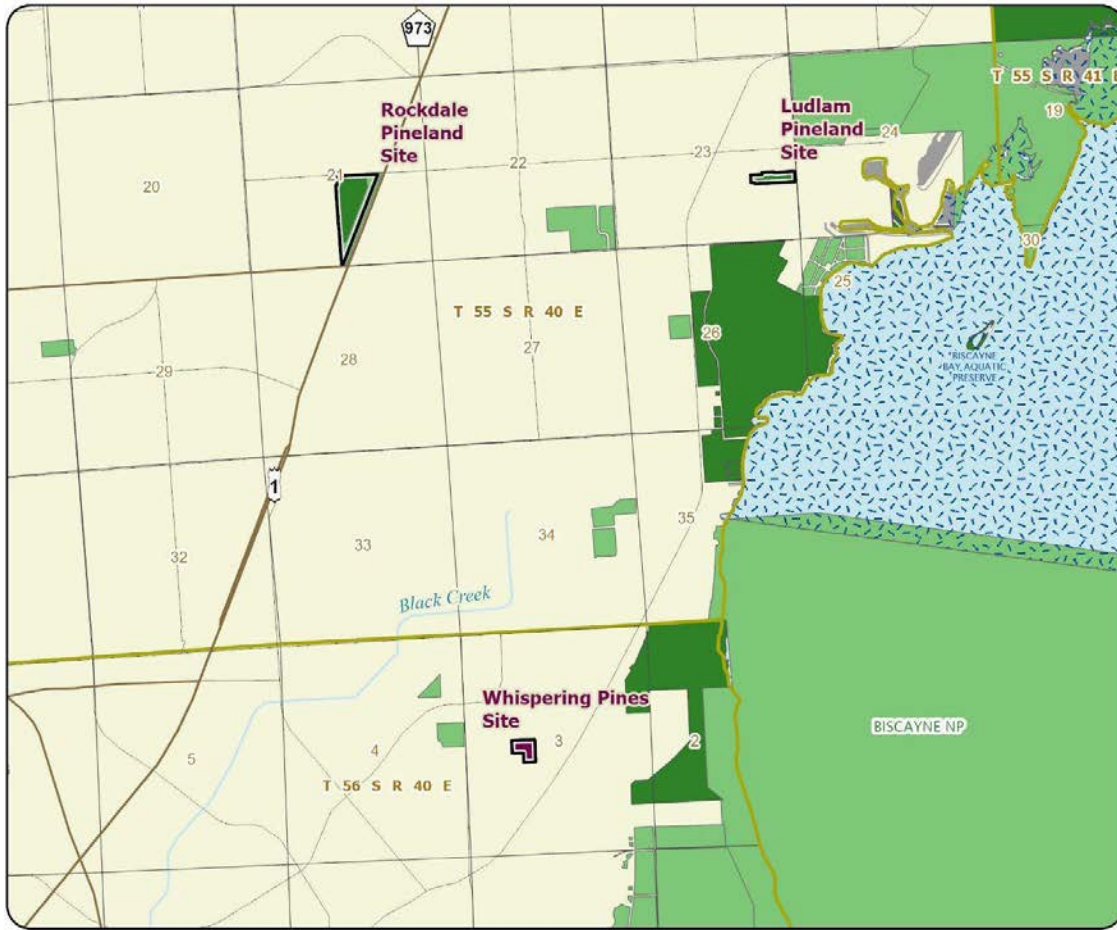 973
T 55 S R 41 E
Rockdale
Pineland
Site
Ludlam
Pineland
Site
19
24
23
22
21
20
30
25
T 55 S R 40 E
26
27
28
29
BISCAYNE
BAY AQUATIC
PRESERVE
1
35
34
33
32
Black Creek
Whispering Pines
Site
3
2
4
5
BISCAYNE NP
T 56 S R 40 E